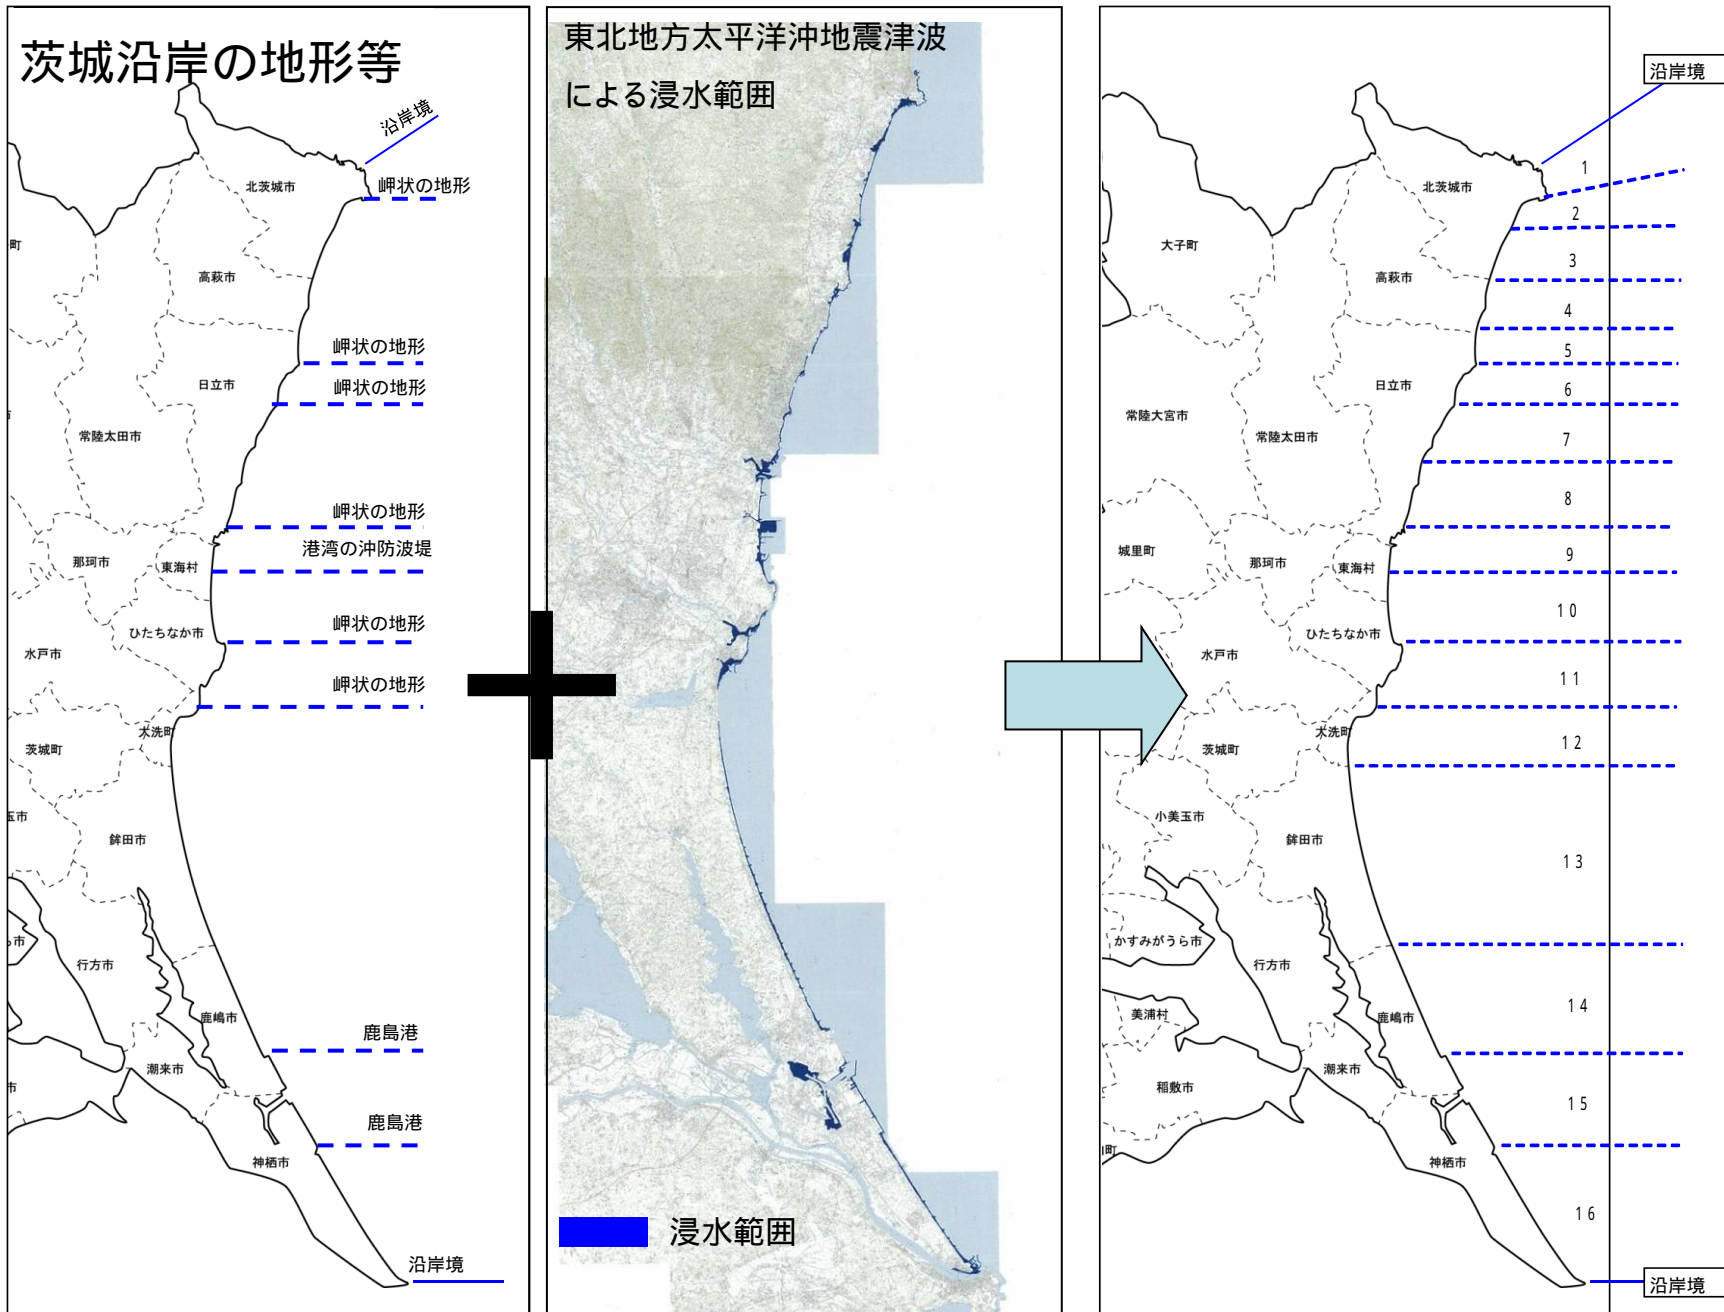 茨城沿岸の地形等
沿岸境
岬状の地形
北茨城市
町
高萩市
岬状の地形
日立市
岬状の地形
常陸太田市
岬状の地形
港湾の沖防波堤
那珂市
東海村
岬状の地形
ひたちなか市
水戸市
岬状の地形
大洗町
茨城町
玉市
鉾田市
市
行方市
鹿嶋市
鹿島港
潮来市
市
鹿島港
神栖市
沿岸境
東北地方太平洋沖地震津波
による浸水範囲
浸水範囲
沿岸境
1
北茨城市
2
大子町
3
高萩市
4
5
日立市
6
常陸大宮市
常陸太田市
7
8
城里町
那珂市
東海村
9
10
ひたちなか市
水戸市
11
大洗町
茨城町
12
小美玉市
鉾田市
13
かすみがうら市
行方市
美浦村
鹿嶋市
14
潮来市
稲敷市
15
町
神栖市
16
沿岸境